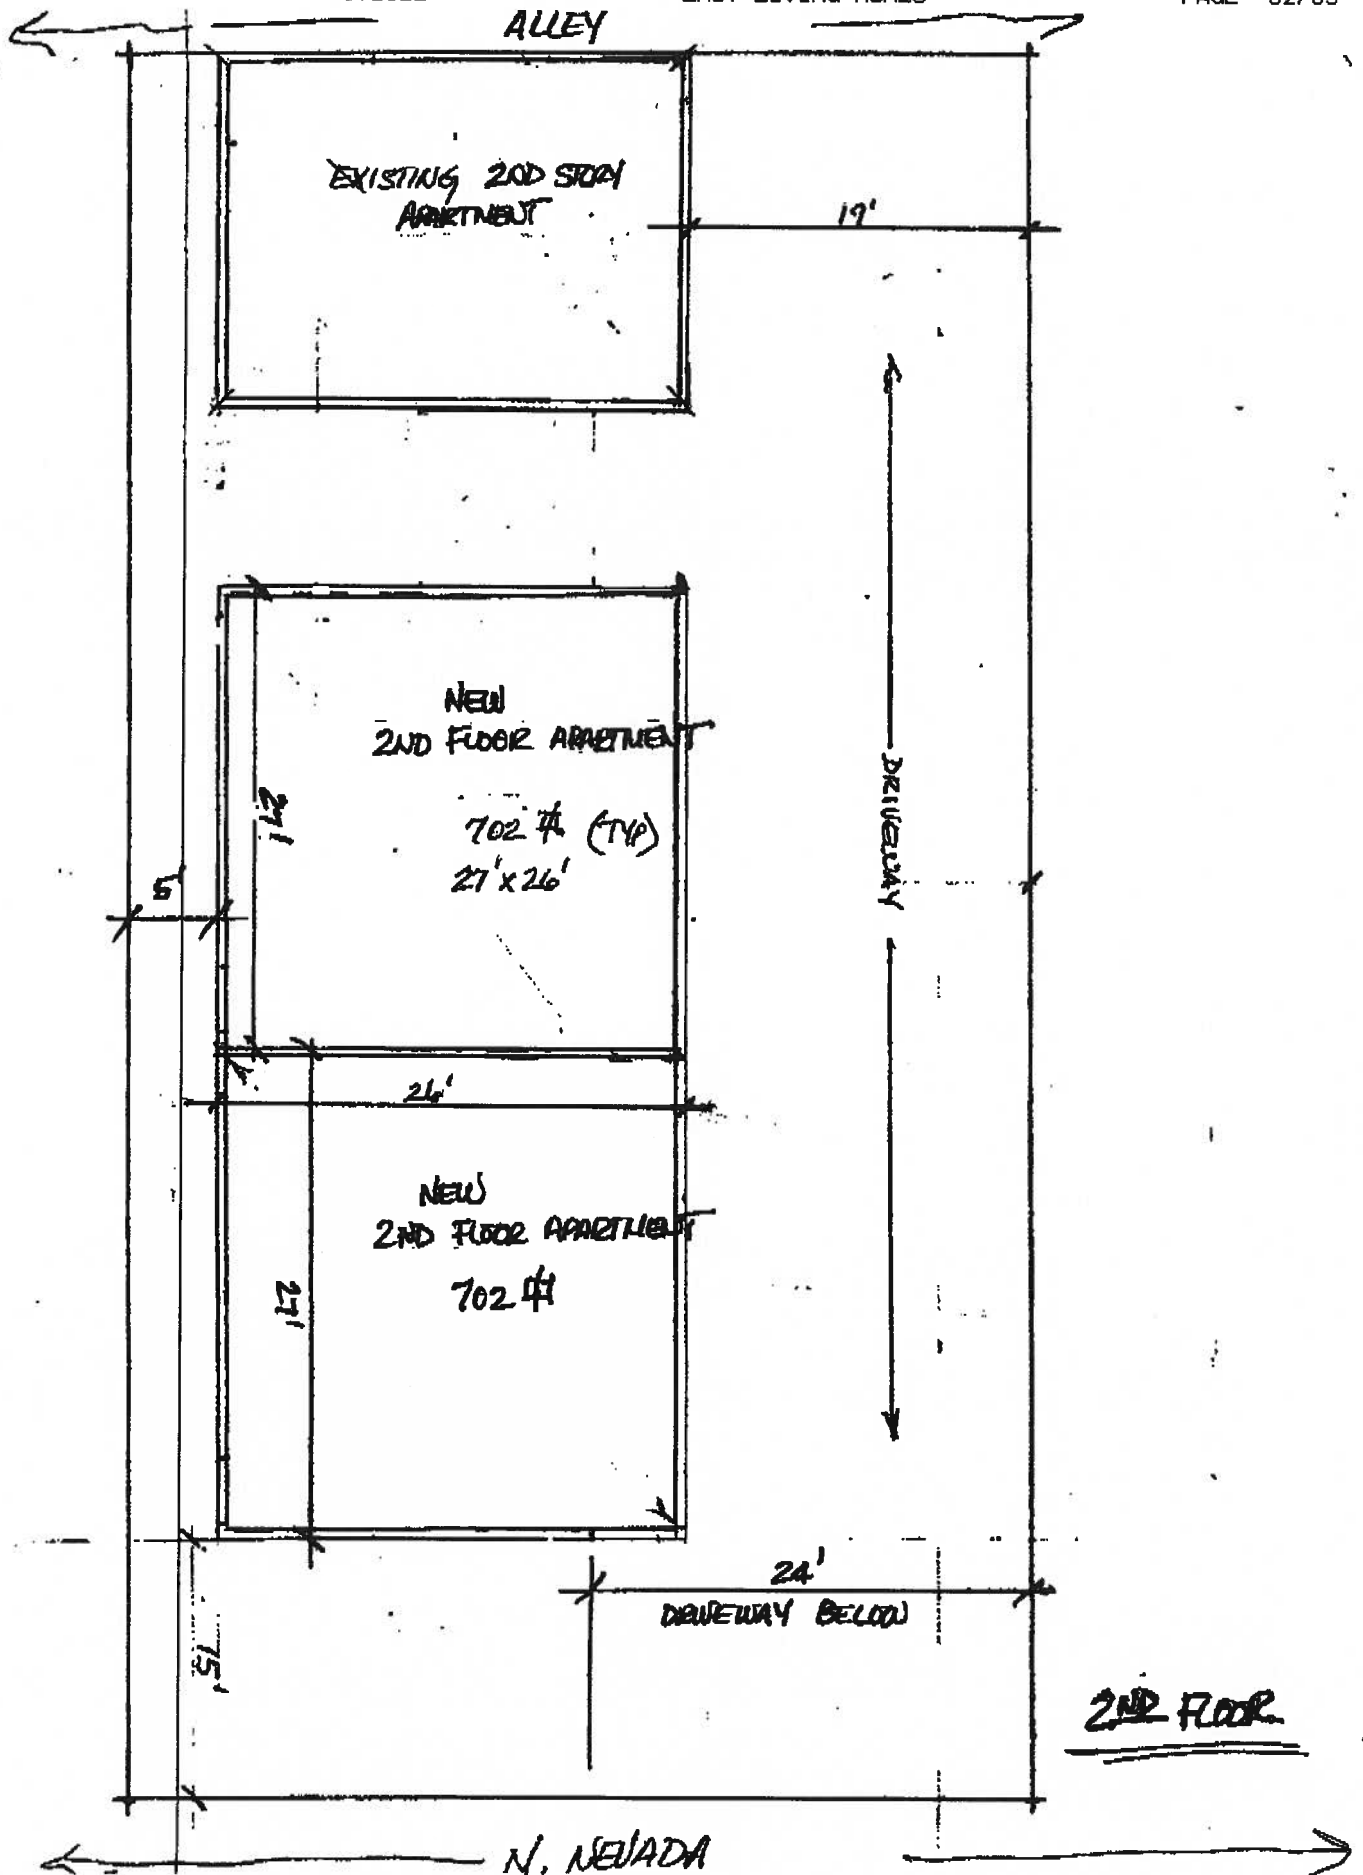 PAGE
ALLEY
EXISTING 2ND STORY
APARTMENT
19'
NEW
2ND FLOOR APARTMENT
27'
702 # (TYP)
27' x 26'
5'
DRIVEWAY
26'
NEW
2ND FLOOR APARTMENT
702 #
27'
24'
DRIVEWAY BELOW
15'
2ND FLOOR
N. NEVADA